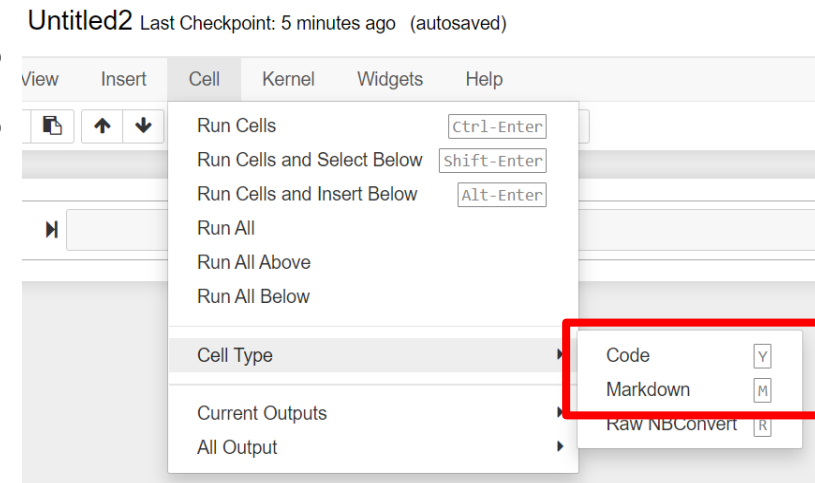 Untitled2 Last Checkpoint: 5 minutes ago (autosaved)
View Insert Cell Kernel Widgets Help
Run Cells Ctrl-Enter
Run Cells and Select Below Shift-Enter
Run Cells and Insert Below Alt-Enter
Run All
Run All Above
Run All Below
Cell Type
Code Y
Markdown M
Raw NBConvert R
Current Outputs
All Output